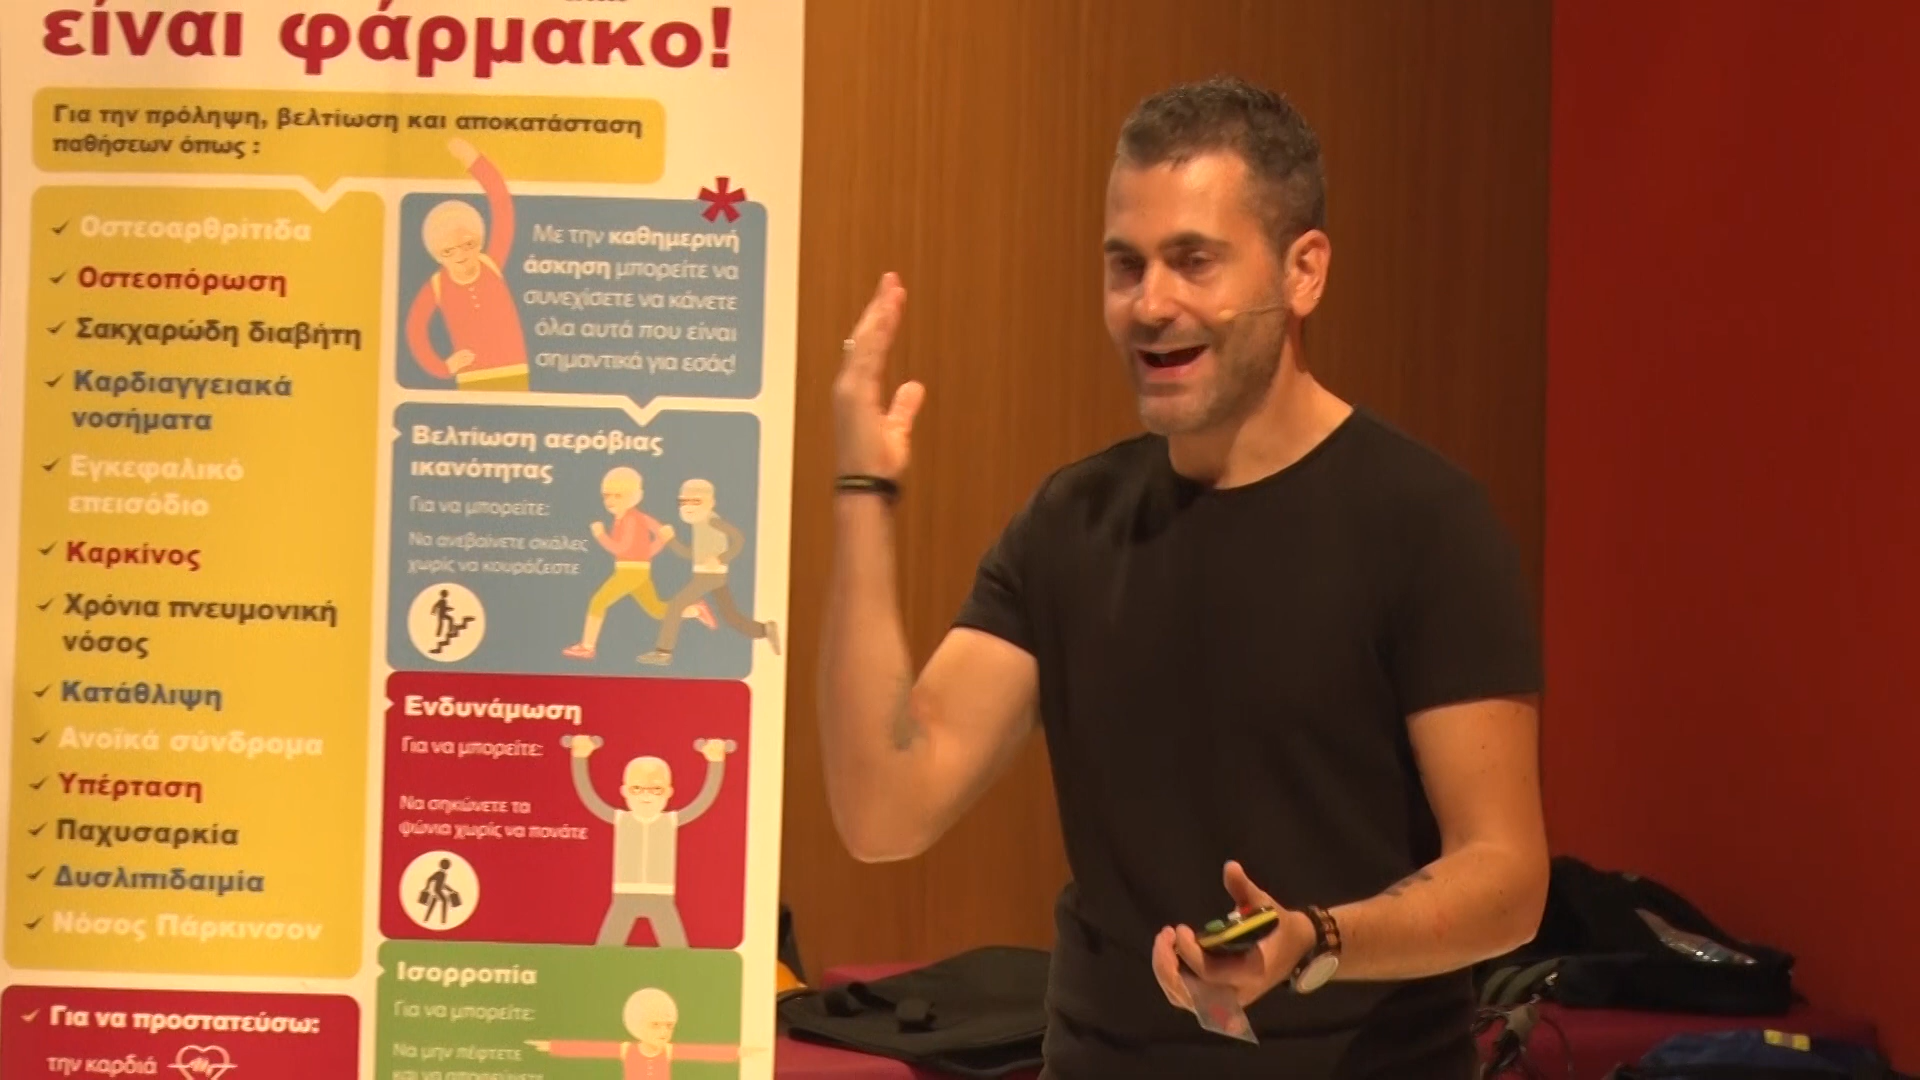 είναι φάρμακο!
Για την πρόληψη, βελτίωση και αποκατάσταση
παθήσεων όπως :
Οστεοαρθρίτιδα
Οστεοπόρωση
Σακχαρώδη διαβήτη
Καρδιαγγειακά
νοσήματα
Εγκεφαλικό
επεισόδιο
Καρκίνος
Χρόνια πνευμονική
νόσος
Κατάθλιψη
Ανοϊκά σύνδρομα
Υπέρταση
Παχυσαρκία
Δυσλιπιδαιμία
Νόσος Πάρκινσον
Για να προστατεύσω:
την καρδιά
*
Με την καθημερινή
άσκηση μπορείτε να
συνεχίσετε να κάνετε
όλα αυτά που είναι
σημαντικά για εσάς!
Βελτίωση αερόβιας
ικανότητας
Για να μπορείτε:
Να ανεβαίνετε σκάλες
χωρίς να κουράζεστε
Ενδυνάμωση
Για να μπορείτε:
Να σηκώνετε τα
ψώνια χωρίς να πονάτε
Ισορροπία
Για να μπορείτε:
Να μην πέφτετε